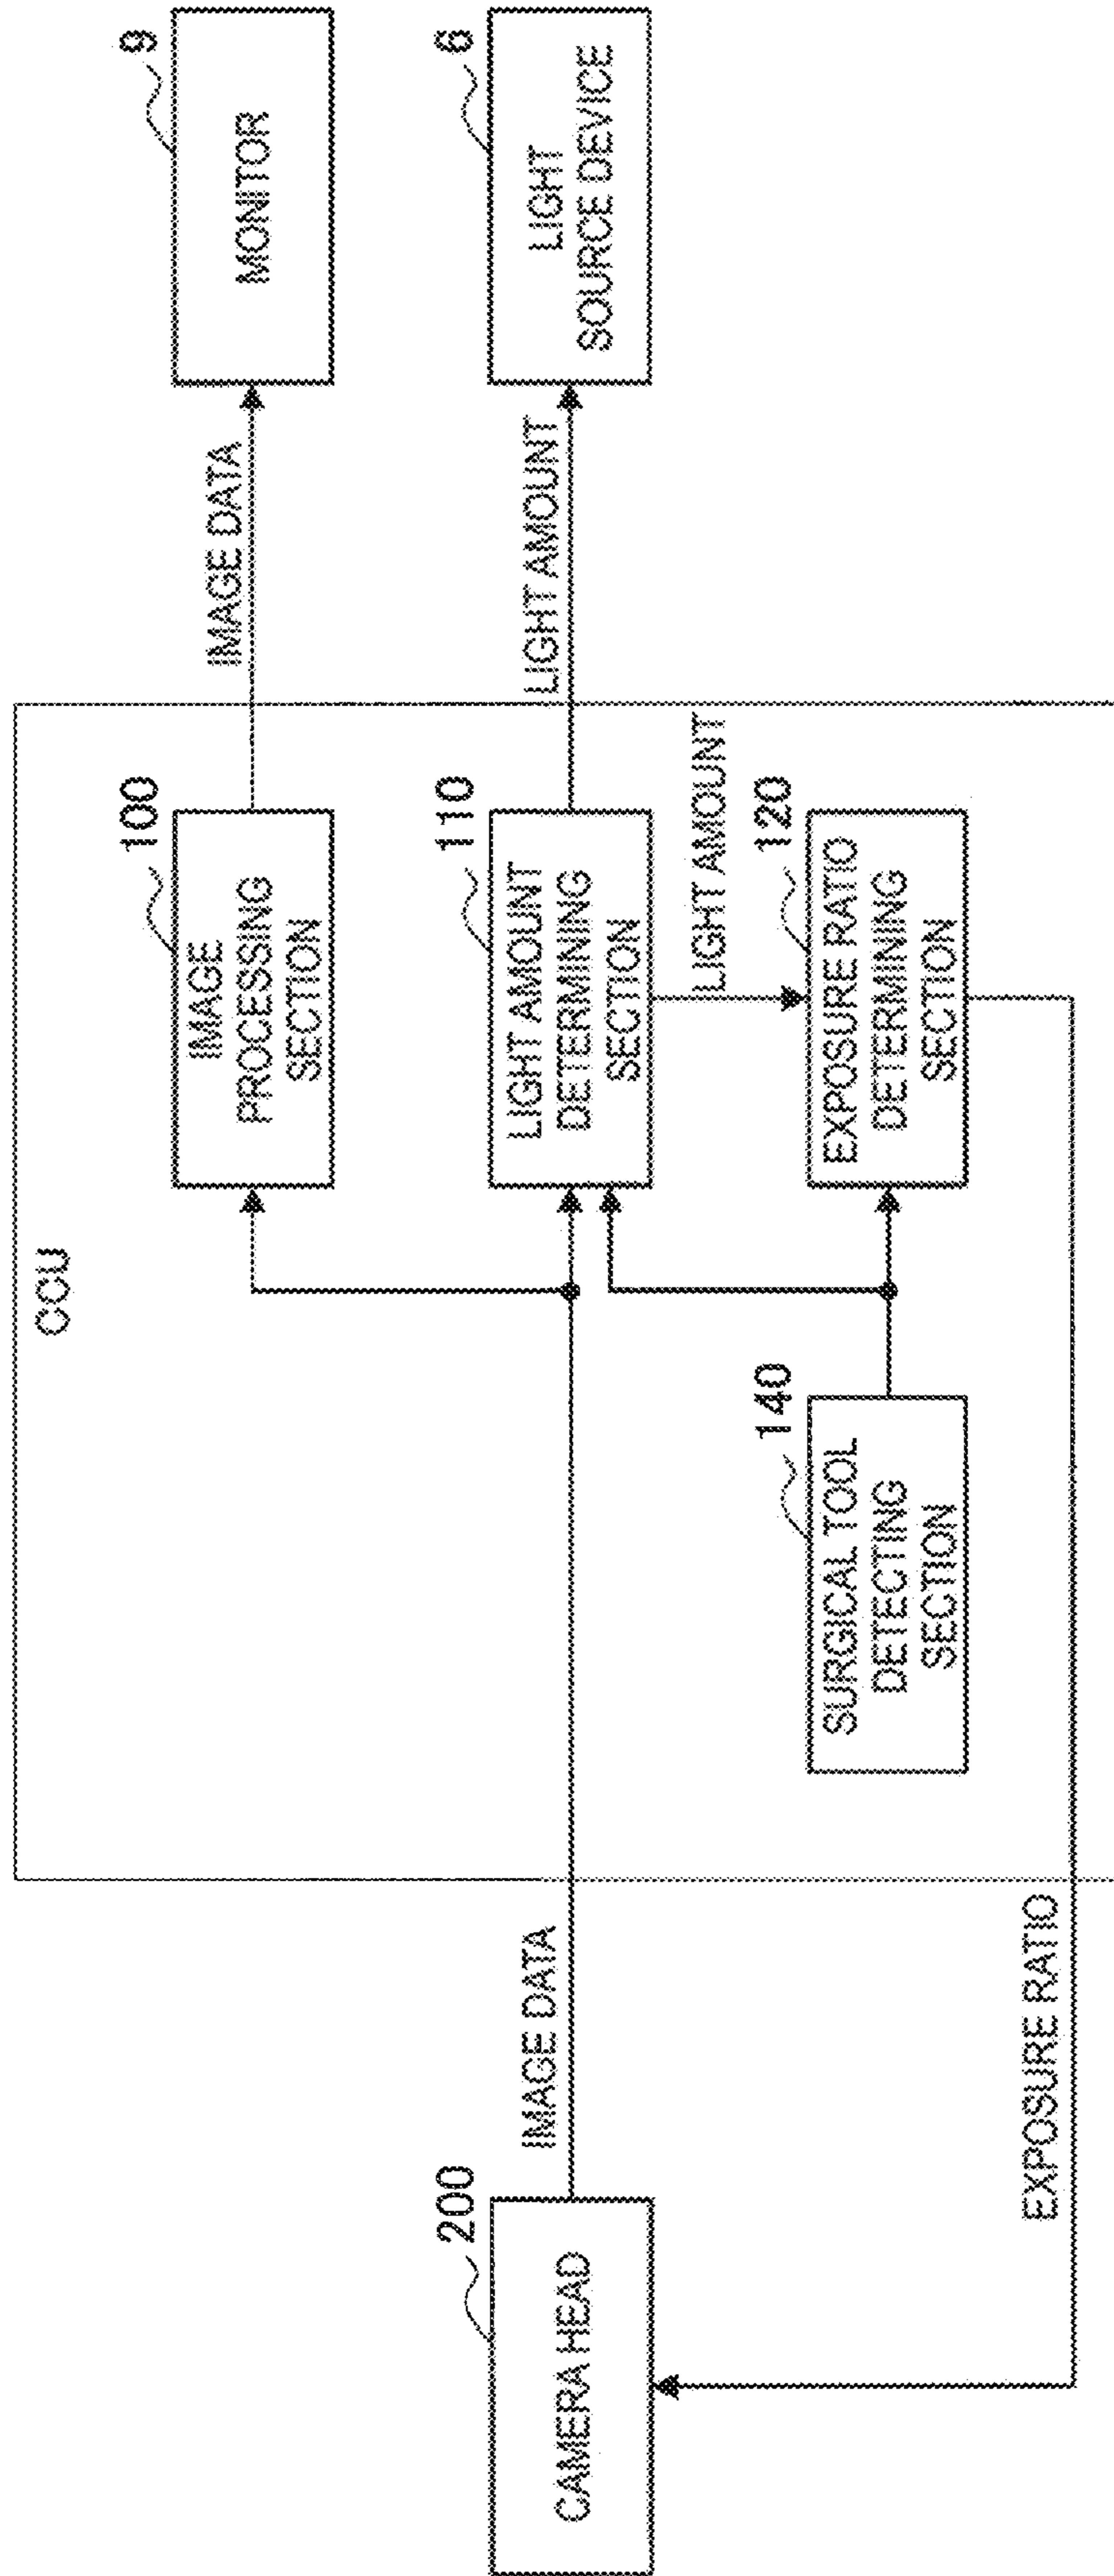 CCU
200
CAMERA HEAD
IMAGE DATA
EXPOSURE RATIO
100
IMAGE
PROCESSING
SECTION
110
LIGHT AMOUNT
DETERMINING
SECTION
LIGHT AMOUNT
120
EXPOSURE RATIO
DETERMINING
SECTION
140
SURGICAL TOOL
DETECTING
SECTION
IMAGE DATA
9
MONITOR
LIGHT AMOUNT
6
LIGHT
SOURCE DEVICE